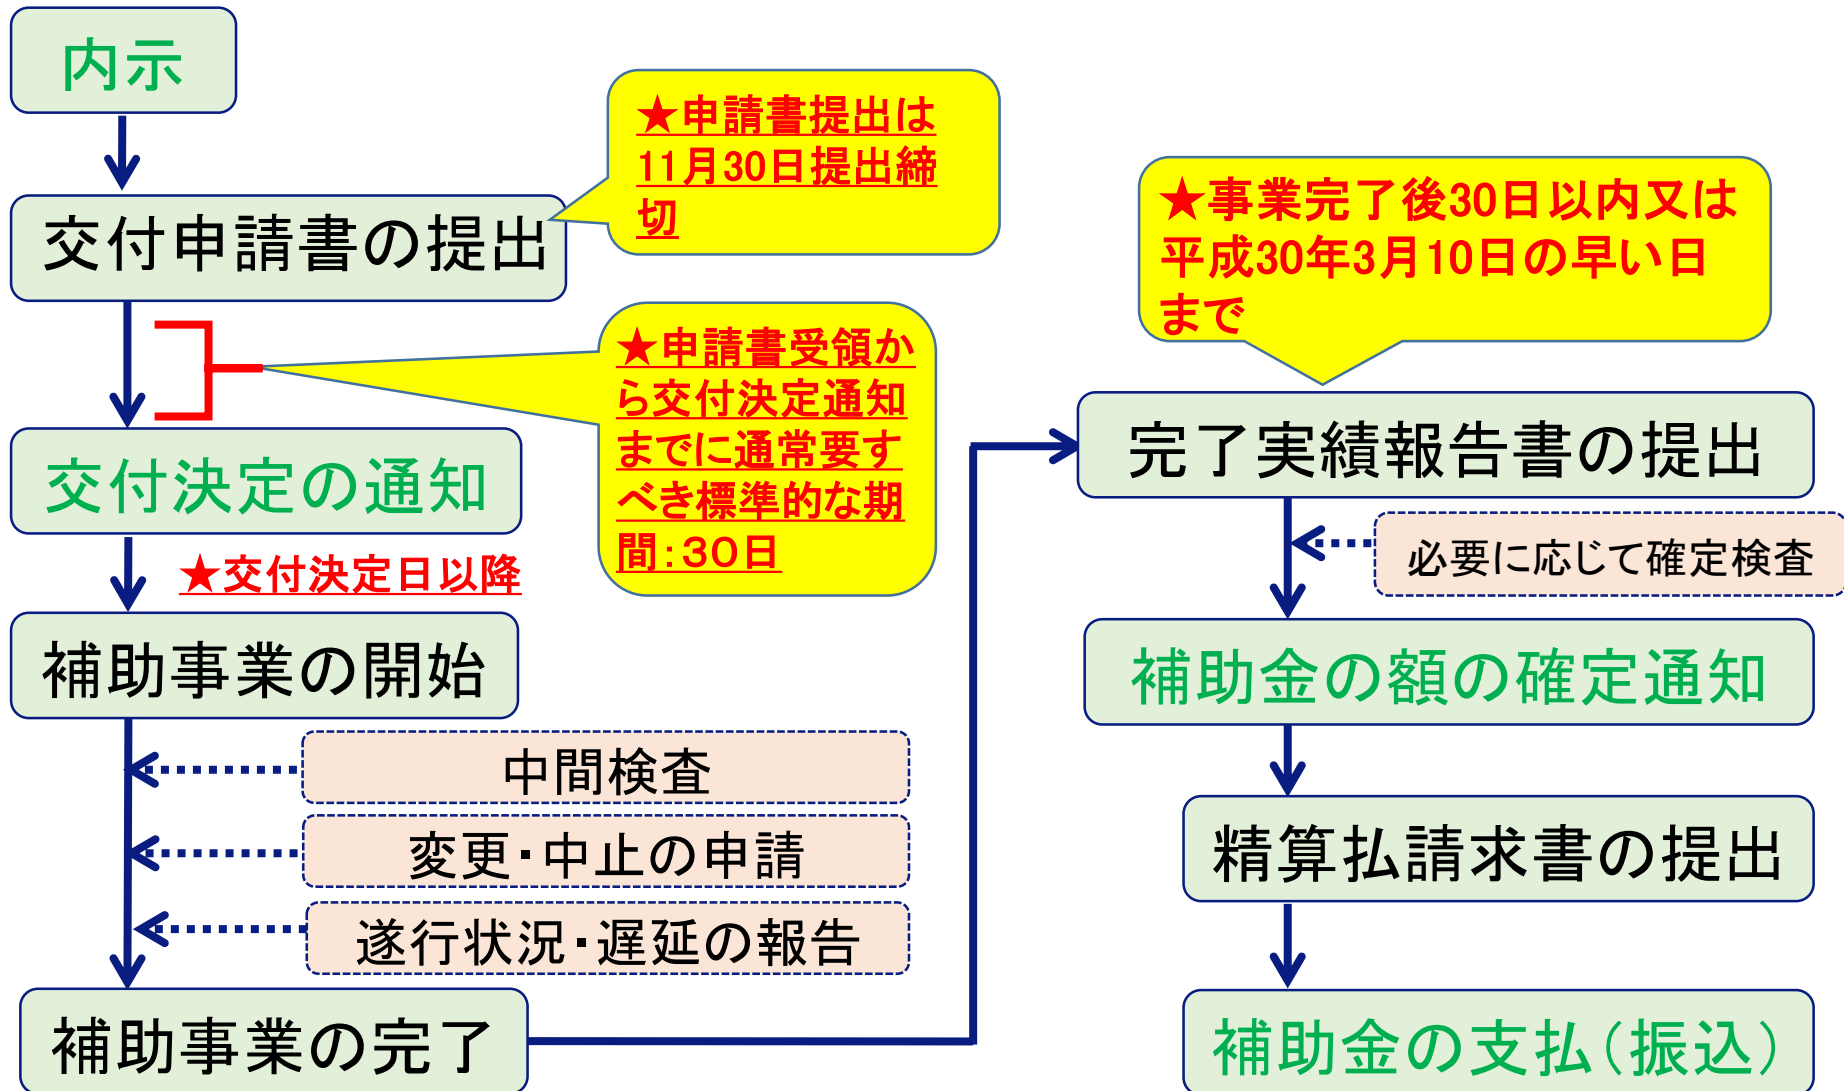 内示
★申請書提出は
11月30日提出締
切
交付申請書の提出
★申請書受領か
ら交付決定通知
までに通常要す
べき標準的な期
間:30日
交付決定の通知
★交付決定日以降
補助事業の開始
中間検査
変更・中止の申請
遂行状況・遅延の報告
補助事業の完了
★事業完了後30日以内又は
平成30年3月10日の早い日
まで
完了実績報告書の提出
必要に応じて確定検査
補助金の額の確定通知
精算払請求書の提出
補助金の支払(振込)